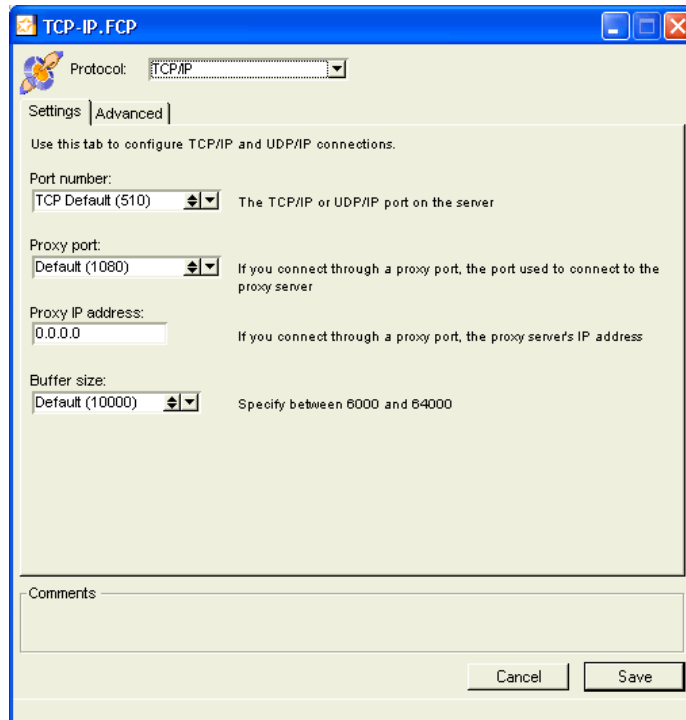 TCP-IP.FCP
Protocol: TCP/IP
Settings Advanced
Use this tab to configure TCP/IP and UDP/IP connections.
Port number:
TCP Default (510) The TCP/IP or UDP/IP port on the server
Proxy port:
Default (1080) If you connect through a proxy port, the port used to connect to the
proxy server
Proxy IP address:
0.0.0.0 If you connect through a proxy port, the proxy server's IP address
Buffer size:
Default (10000) Specify between 6000 and 64000
Comments
Cancel Save